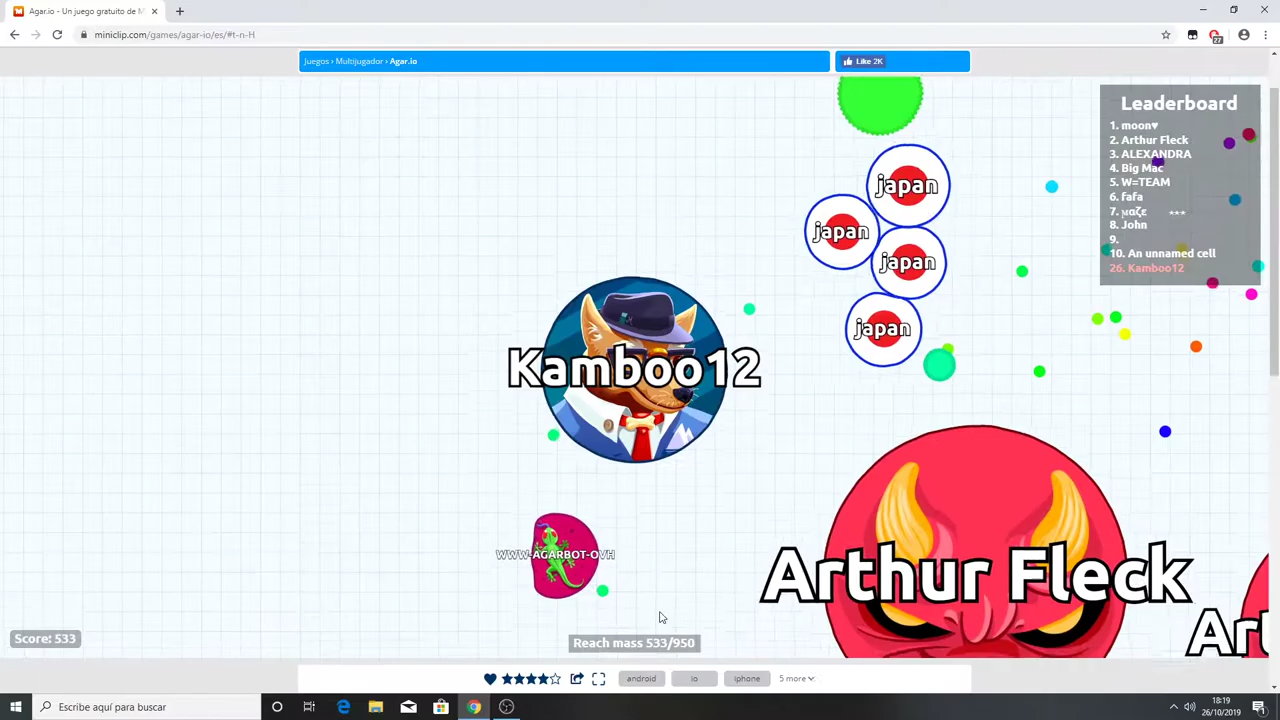 Agar.io - Un juego gratuito de M
miniclip.com/games/agar-io/es/#t-n-H
27
Juegos › Multijugador › Agar.io
Like 2K
Leaderboard
1. moon♥
2. Arthur Fleck
3. ALEXANDRA
4. Big Mac
5. W=TEAM
6. fafa
8. John
9.
10. An unnamed cell
26. Kamboo12
japan
japan
japan
japan
Kamboo12
WWW-AGARBOT-OVH
Arthur Fleck
Ar
Score: 533
Reach mass 533/950
android
io
iphone
5 more
Escribe aquí para buscar
18:19
26/10/2019
1